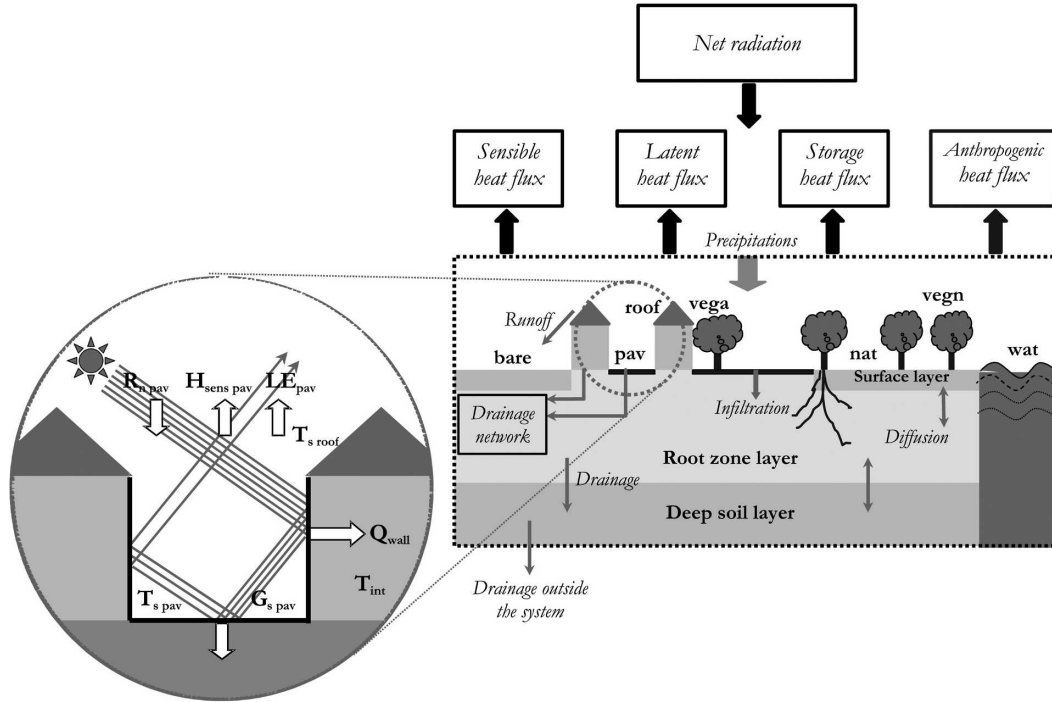 Net radiation
Sensible
heat flux
Latent
heat flux
Storage
heat flux
Anthropogenic
heat flux
Precipitations
Runoff
roof
vega
vegn
bare
pav
nat
wat
Surface layer
Drainage
network
Infiltration
Diffusion
Root zone layer
Drainage
Deep soil layer
Drainage outside
the system
R n pav
H sens pav
LE pav
T s roof
Q wall
T int
T s pav
G s pav